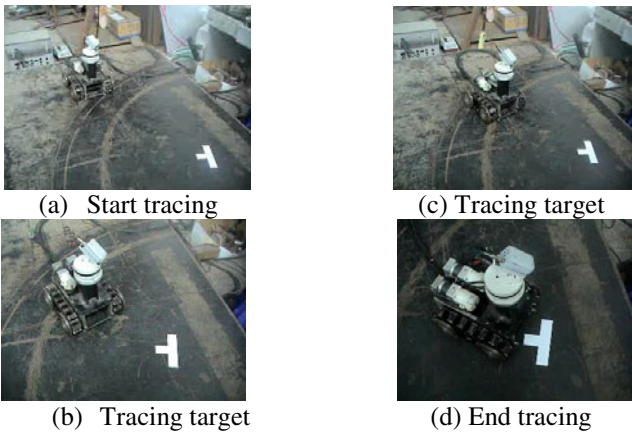 (a) Start tracing
(c) Tracing target
(b) Tracing target
(d) End tracing